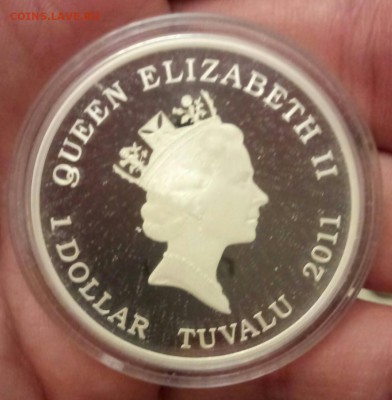 COINS.LAVE.RU
QUEEN ELIZABETH II
1 DOLLAR TUVALU 2011